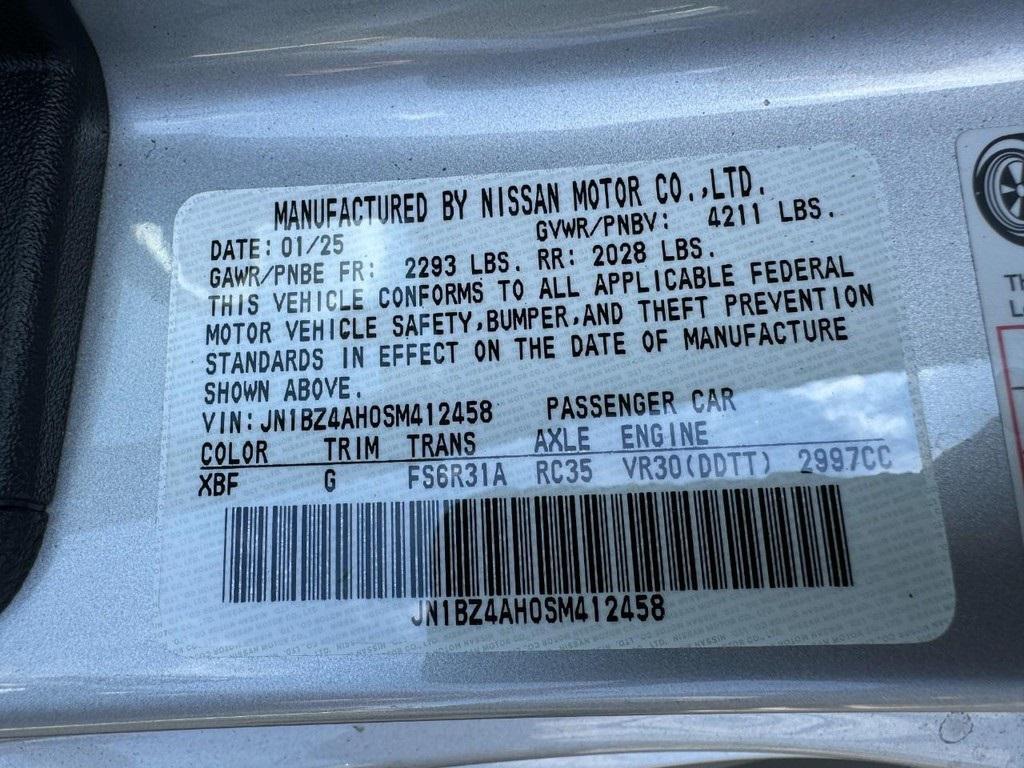 MANUFACTURED BY NISSAN MOTOR CO.,LTD.
DATE: 01/25 GVWR/PNBV: 4211 LBS.
GAWR/PNBE FR: 2293 LBS. RR: 2028 LBS.
THIS VEHICLE CONFORMS TO ALL APPLICABLE FEDERAL
MOTOR VEHICLE SAFETY,BUMPER,AND THEFT PREVENTION
STANDARDS IN EFFECT ON THE DATE OF MANUFACTURE
SHOWN ABOVE.
VIN: JN1BZ4AH0SM412458 PASSENGER CAR
COLOR TRIM TRANS AXLE ENGINE
XBF G FS6R31A RC35 VR30(DDTT) 2997CC
JN1BZ4AH0SM412458